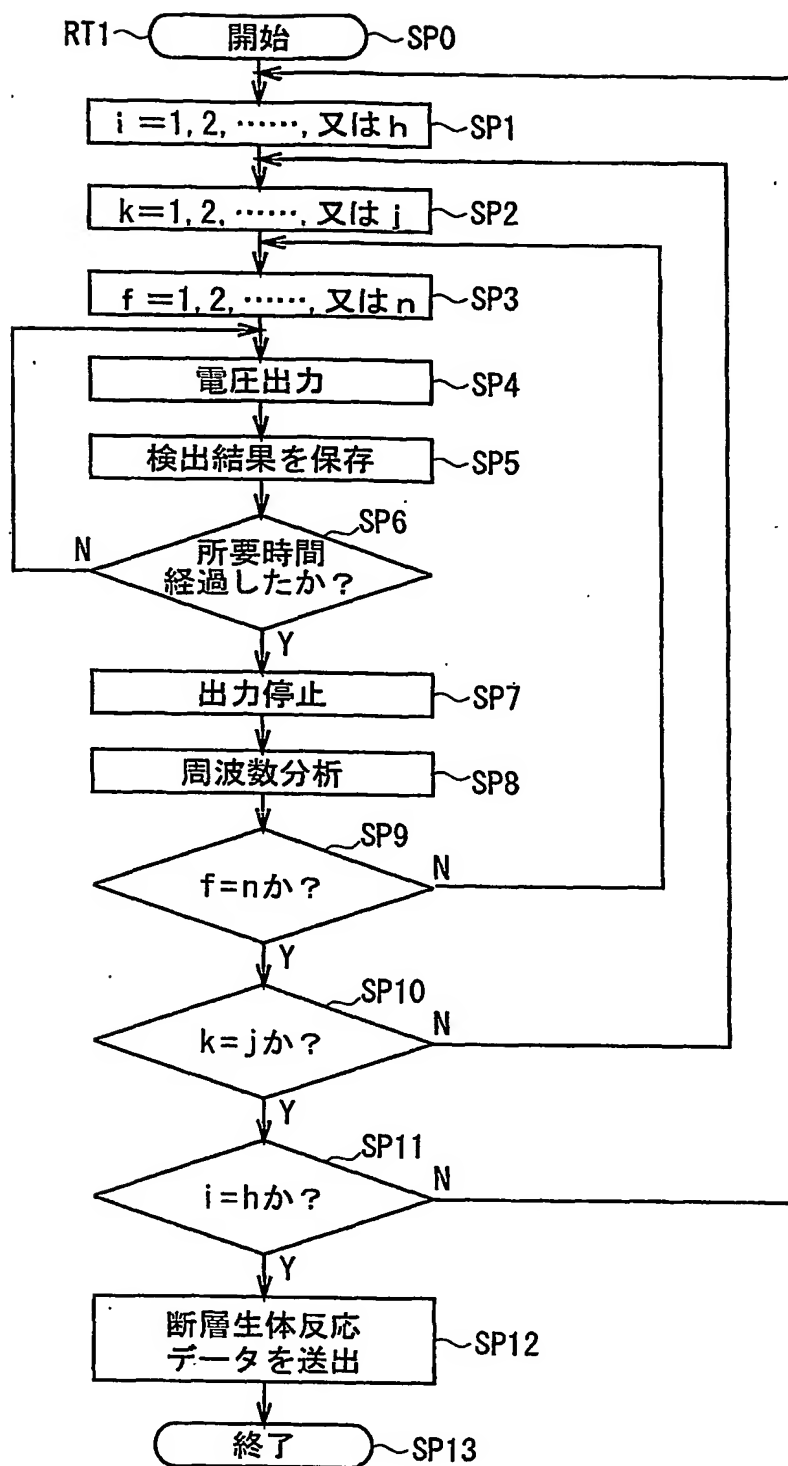 RT1 開始 SP0
i=1,2,……,又はh SP1
k=1,2,……,又はj SP2
f=1,2,……,又はn SP3
電圧出力 SP4
検出結果を保存 SP5
SP6
N 所要時間
経過したか?
Y
出力停止 SP7
周波数分析 SP8
SP9
N
f=nか?
Y
SP10
N
k=jか?
Y
SP11
N
i=hか?
Y
断層生体反応
データを送出 SP12
終了 SP13